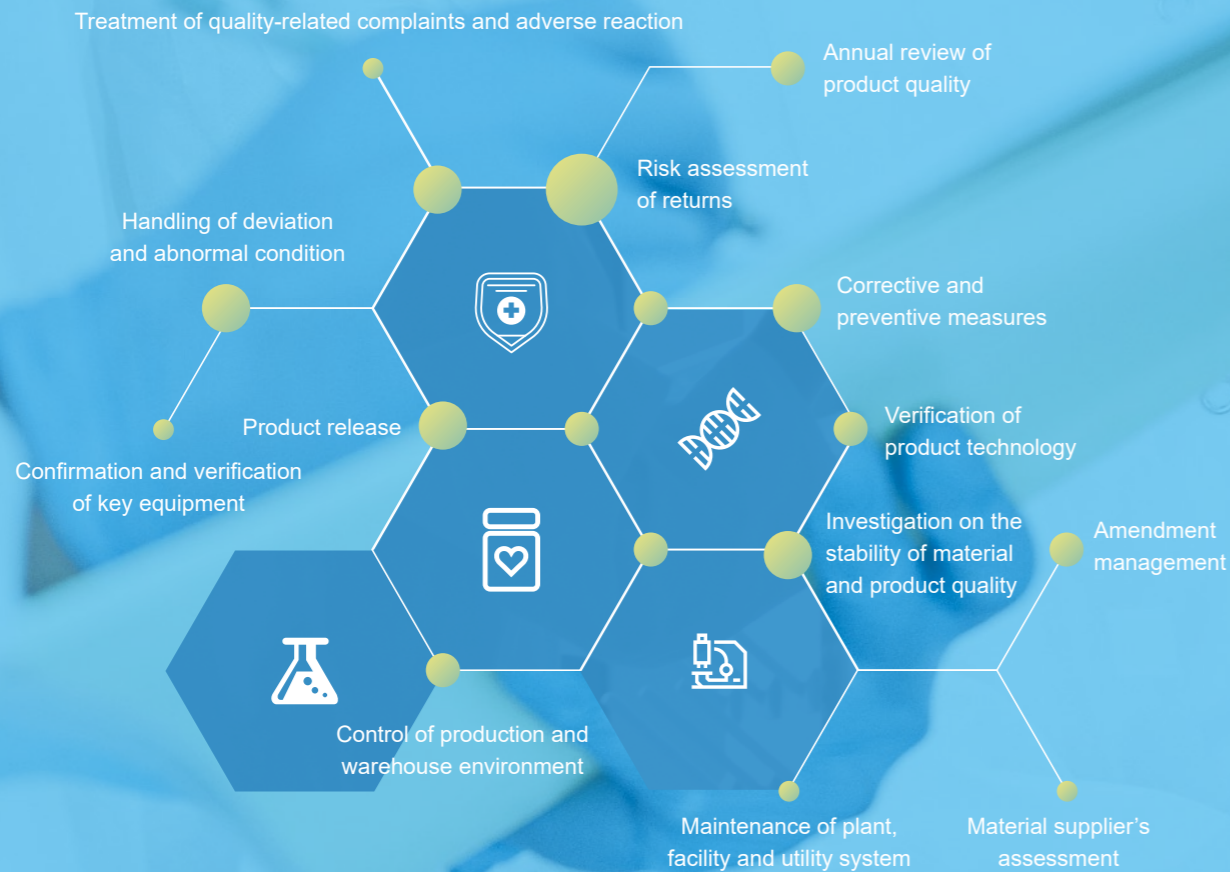 Treatment of quality-related complaints and adverse reaction
Annual review of
product quality
Risk assessment
of returns
Handling of deviation
and abnormal condition
Corrective and
preventive measures
Product release
Verification of
product technology
Confirmation and verification
of key equipment
Investigation on the
stability of material
and product quality
Amendment
management
Control of production and
warehouse environment
Maintenance of plant,
facility and utility system
Material supplier’s
assessment